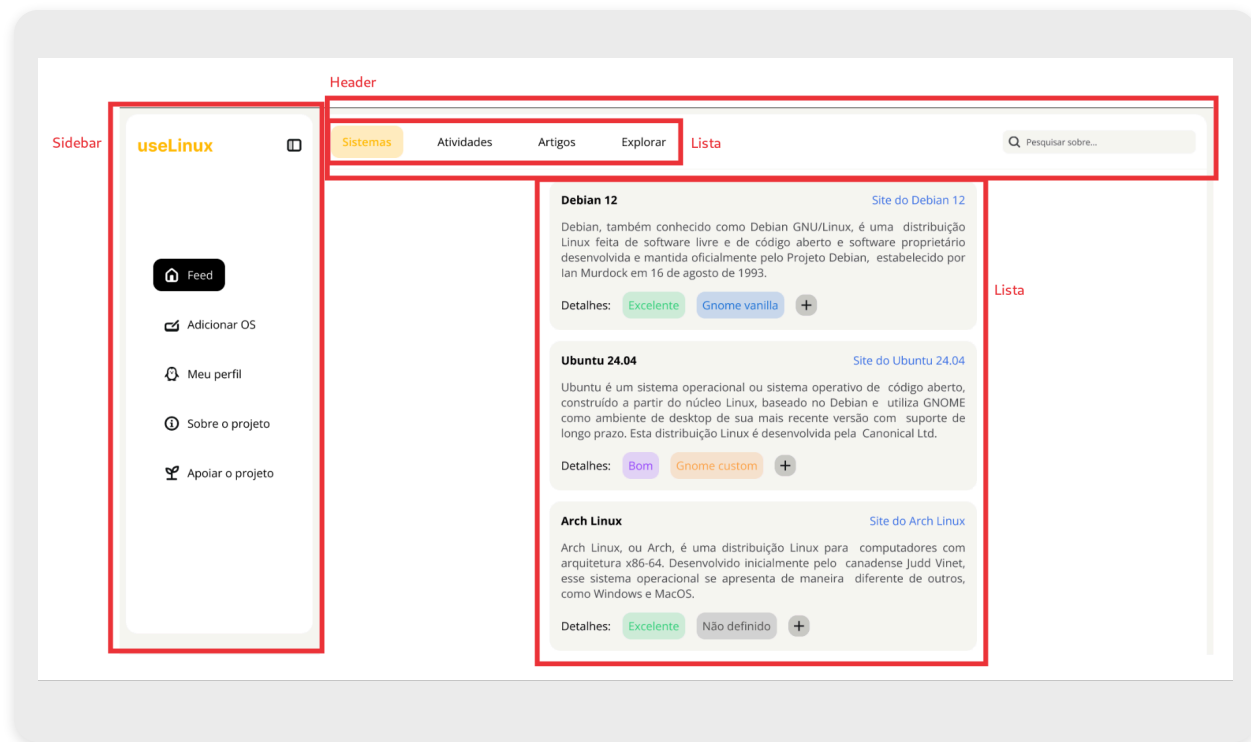 Header
Sidebar
useLinux
Feed
Adicionar OS
Meu perfil
Sobre o projeto
Apoiar o projeto
Sistemas
Atividades
Artigos
Explorar
Lista
Pesquisar sobre...
Debian 12
Site do Debian 12
Debian, também conhecido como Debian GNU/Linux, é uma distribuição
Linux feita de software livre e de código aberto e software proprietário
desenvolvida e mantida oficialmente pelo Projeto Debian, estabelecido por
Ian Murdock em 16 de agosto de 1993.
Detalhes:
Excelente
Gnome vanilla
Lista
Ubuntu 24.04
Site do Ubuntu 24.04
Ubuntu é um sistema operacional ou sistema operativo de código aberto,
construído a partir do núcleo Linux, baseado no Debian e utiliza GNOME
como ambiente de desktop de sua mais recente versão com suporte de
longo prazo. Esta distribuição Linux é desenvolvida pela Canonical Ltd.
Detalhes:
Bom
Gnome custom
Arch Linux
Site do Arch Linux
Arch Linux, ou Arch, é uma distribuição Linux para computadores com
arquitetura x86-64. Desenvolvido inicialmente pelo canadense Judd Vinet,
esse sistema operacional se apresenta de maneira diferente de outros,
como Windows e MacOS.
Detalhes:
Excelente
Não definido